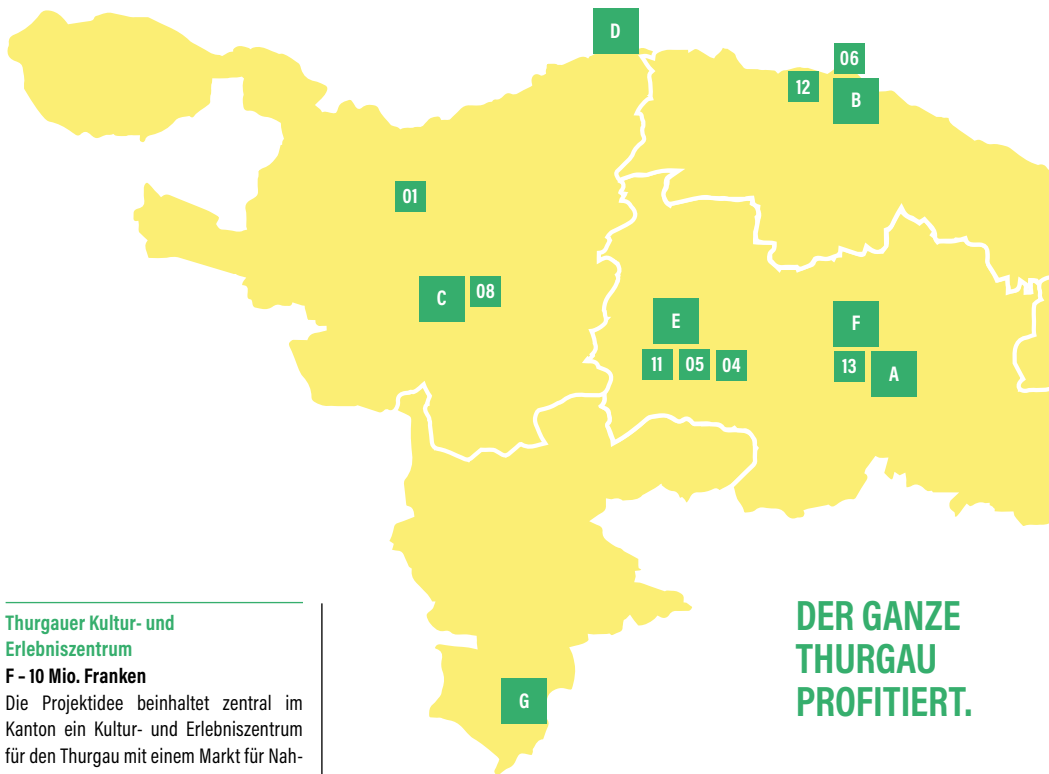 D
06
12
B
01
C
08
E
F
11
05
04
13
A
G
Thurgauer Kultur- und
Erlebniszentrum
F – 10 Mio. Franken
Die Projektidee beinhaltet zentral im
Kanton ein Kultur- und Erlebniszentrum
für den Thurgau mit einem Markt für Nah-
DER GANZE
THURGAU
PROFITIERT.